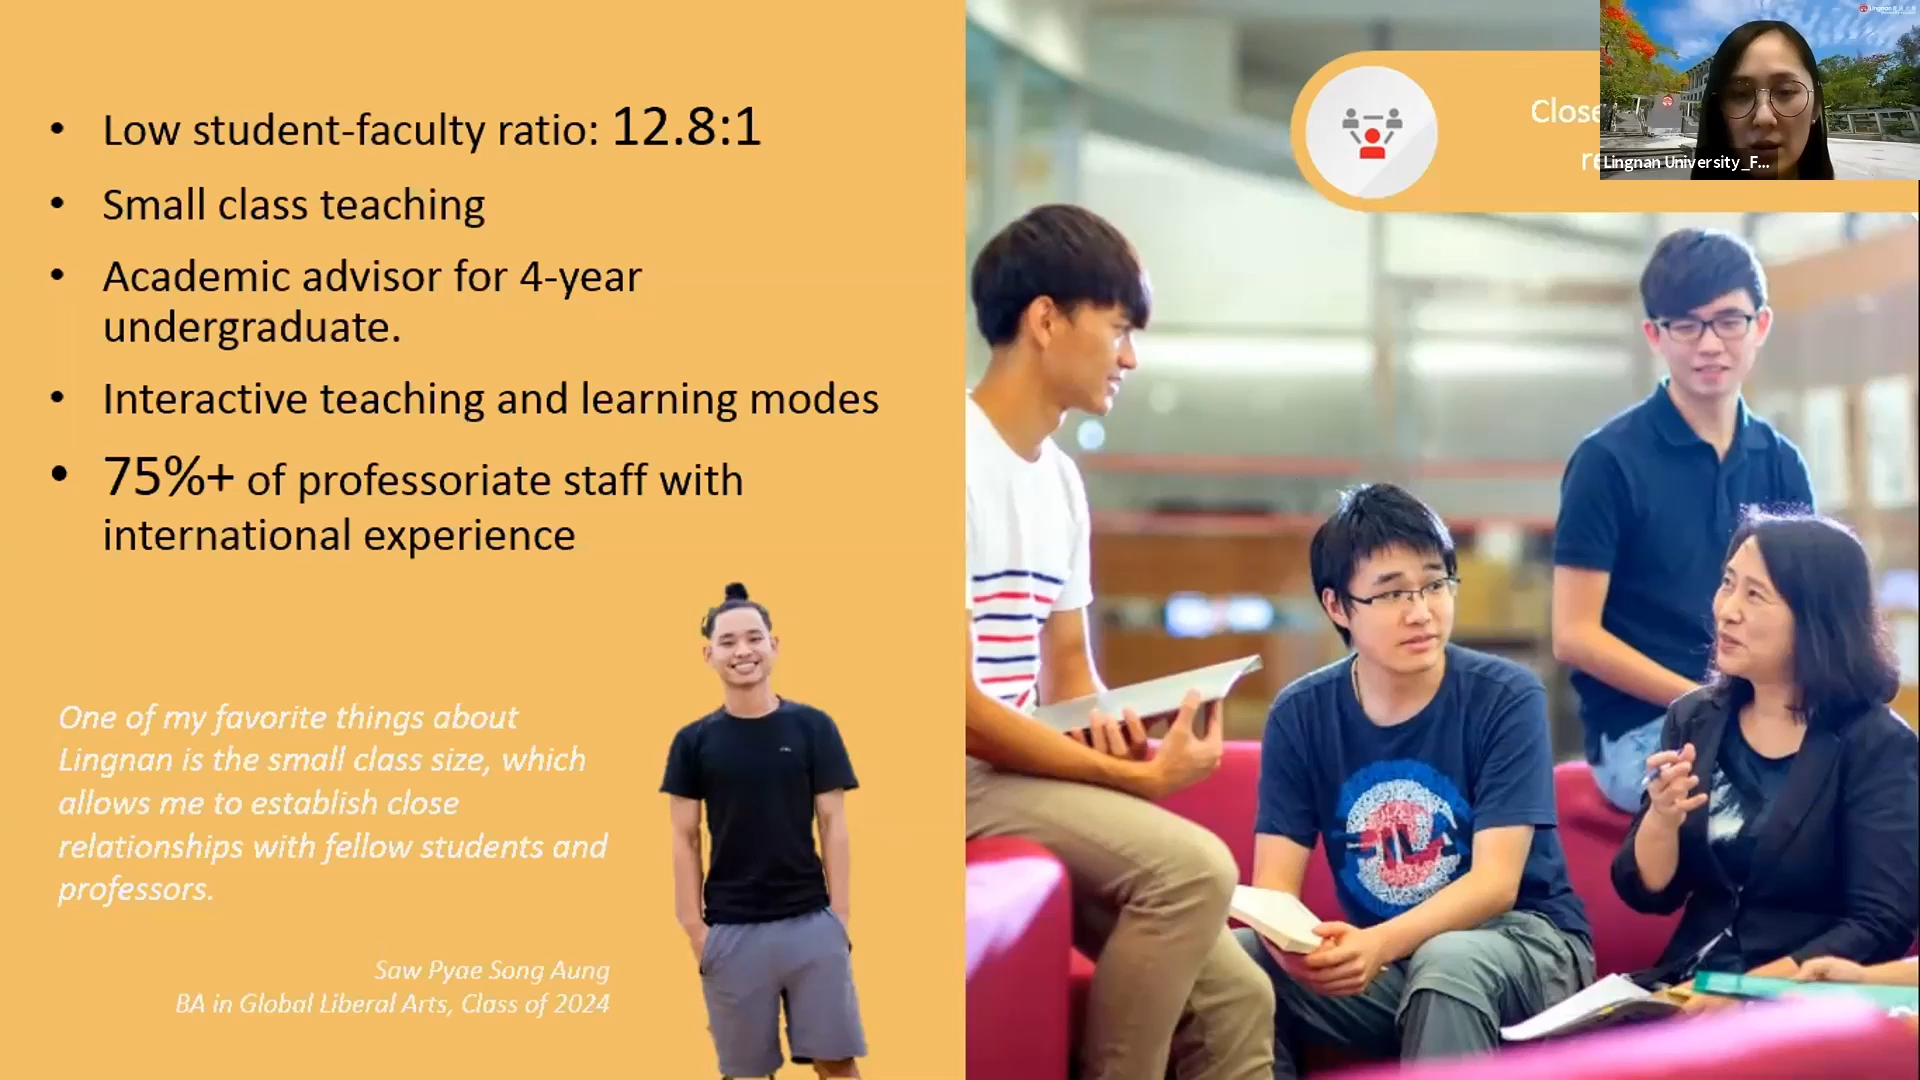 • Low student-faculty ratio: 12.8:1
• Small class teaching
• Academic advisor for 4-year
undergraduate.
• Interactive teaching and learning modes
• 75%+ of professoriate staff with
international experience
One of my favorite things about
Lingnan is the small class size, which
allows me to establish close
relationships with fellow students and
professors.
Saw Pyae Song Aung
BA in Global Liberal Arts, Class of 2024
Close
re
Lingnan University_F...